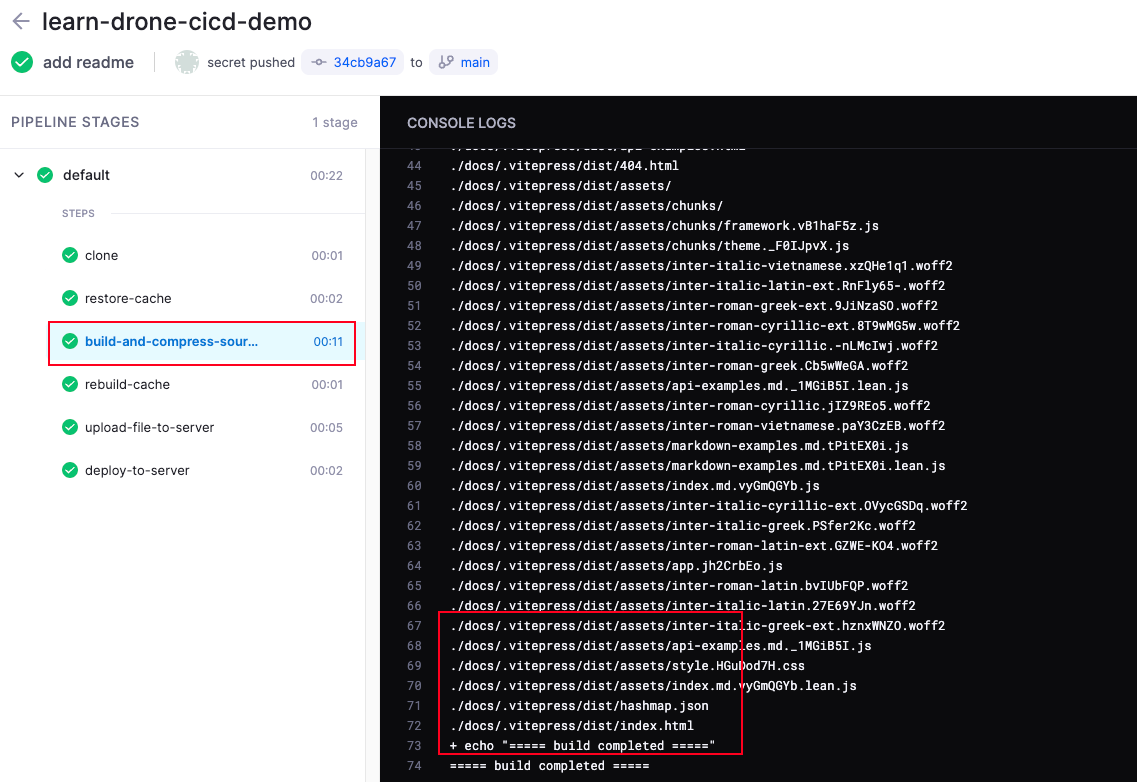 learn-drone-cicd-demo
add readme secret pushed 34cb9a67 to main
PIPELINE STAGES 1 stage
default 00:22
STEPS
clone 00:01
restore-cache 00:02
build-and-compress-sour... 00:11
rebuild-cache 00:01
upload-file-to-server 00:05
deploy-to-server 00:02
CONSOLE LOGS
44 ./docs/.vitepress/dist/404.html
45 ./docs/.vitepress/dist/assets/
46 ./docs/.vitepress/dist/assets/chunks/
47 ./docs/.vitepress/dist/assets/chunks/framework.vB1haF5z.js
48 ./docs/.vitepress/dist/assets/chunks/theme._F0IJpvX.js
49 ./docs/.vitepress/dist/assets/inter-italic-vietnamese.xzQHe1q1.woff2
50 ./docs/.vitepress/dist/assets/inter-italic-latin-ext.RnFly65-.woff2
51 ./docs/.vitepress/dist/assets/inter-roman-greek-ext.9JiNzaSO.woff2
52 ./docs/.vitepress/dist/assets/inter-roman-cyrillic-ext.8T9wMG5w.woff2
53 ./docs/.vitepress/dist/assets/inter-italic-cyrillic.-nLMcIwj.woff2
54 ./docs/.vitepress/dist/assets/inter-roman-greek.Cb5wWeGA.woff2
55 ./docs/.vitepress/dist/assets/api-examples.md._1MGiB5I.lean.js
56 ./docs/.vitepress/dist/assets/inter-roman-cyrillic.jIZ9REo5.woff2
57 ./docs/.vitepress/dist/assets/inter-roman-vietnamese.paY3CzEB.woff2
58 ./docs/.vitepress/dist/assets/markdown-examples.md.tPitEX0i.js
59 ./docs/.vitepress/dist/assets/markdown-examples.md.tPitEX0i.lean.js
60 ./docs/.vitepress/dist/assets/index.md.vyGmQGYb.js
61 ./docs/.vitepress/dist/assets/inter-italic-cyrillic-ext.OVycGSDq.woff2
62 ./docs/.vitepress/dist/assets/inter-italic-greek.PSfer2Kc.woff2
63 ./docs/.vitepress/dist/assets/inter-roman-latin-ext.GZWE-KO4.woff2
64 ./docs/.vitepress/dist/assets/app.jh2CrbEo.js
65 ./docs/.vitepress/dist/assets/inter-roman-latin.bvIUbFQP.woff2
66 ./docs/.vitepress/dist/assets/inter-italic-latin.27E69YJn.woff2
67 ./docs/.vitepress/dist/assets/inter-italic-greek-ext.hznxWNZO.woff2
68 ./docs/.vitepress/dist/assets/api-examples.md._1MGiB5I.js
69 ./docs/.vitepress/dist/assets/style.HGuDod7H.css
70 ./docs/.vitepress/dist/assets/index.md.vyGmQGYb.lean.js
71 ./docs/.vitepress/dist/hashmap.json
72 ./docs/.vitepress/dist/index.html
73 + echo "===== build completed ====="
74 ===== build completed =====